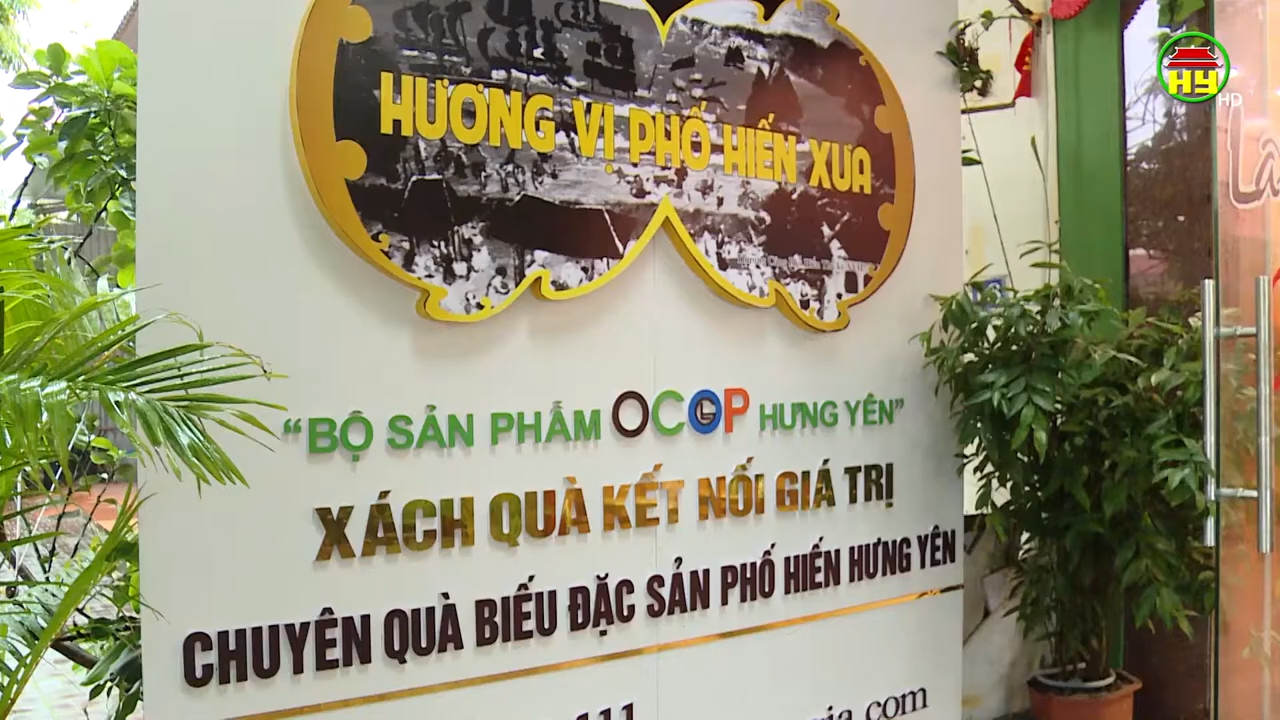 HƯƠNG VỊ PHỐ HIẾN XƯA
"BỘ SẢN PHẨM OCOP HƯNG YÊN"
XÁCH QUÀ KẾT NỐI GIÁ TRỊ
CHUYÊN QUÀ BIẾU ĐẶC SẢN PHỐ HIẾN HƯNG YÊN
HY
HD